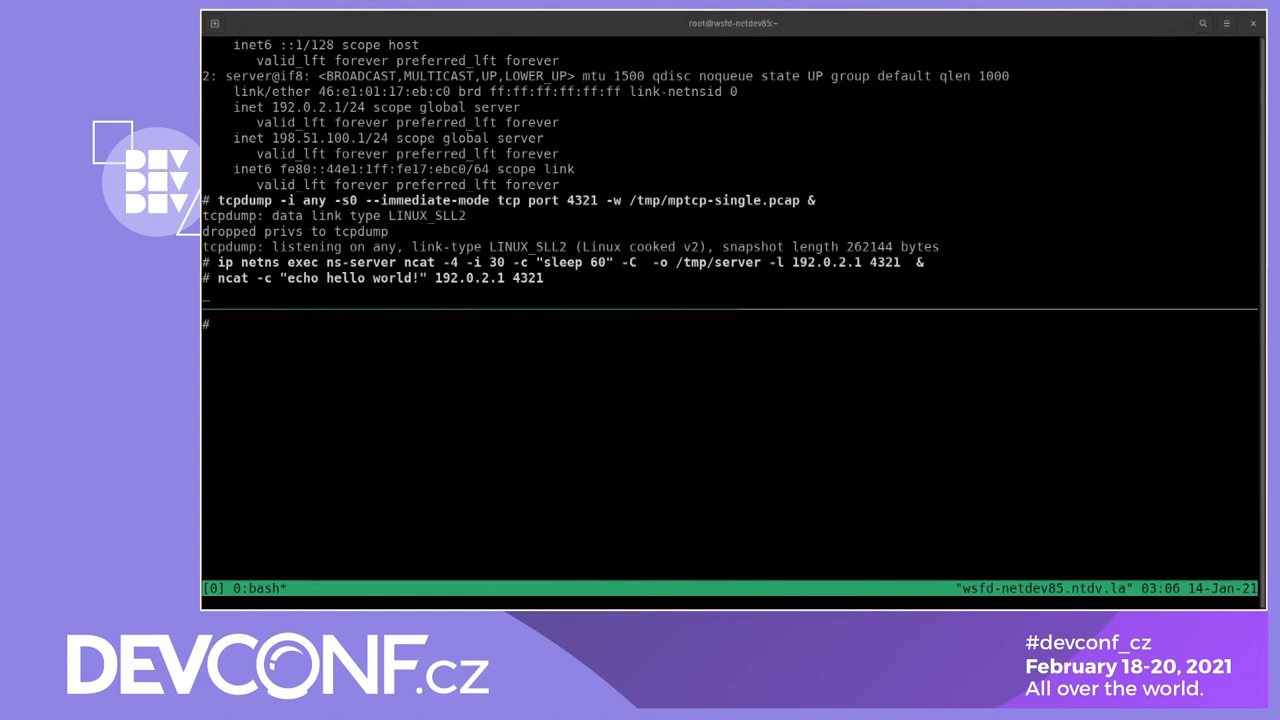 root@wsfd-netdev85:~
inet6 ::1/128 scope host
valid_lft forever preferred_lft forever
2: server@if8: <BROADCAST,MULTICAST,UP,LOWER_UP> mtu 1500 qdisc noqueue state UP group default qlen 1000
link/ether 46:e1:01:17:eb:c0 brd ff:ff:ff:ff:ff:ff link-netnsid 0
inet 192.0.2.1/24 scope global server
valid_lft forever preferred_lft forever
inet 198.51.100.1/24 scope global server
valid_lft forever preferred_lft forever
inet6 fe80::44e1:1ff:fe17:ebc0/64 scope link
valid_lft forever preferred_lft forever
# tcpdump -i any -s0 --immediate-mode tcp port 4321 -w /tmp/mptcp-single.pcap &
tcpdump: data link type LINUX_SLL2
dropped privs to tcpdump
tcpdump: listening on any, link-type LINUX_SLL2 (Linux cooked v2), snapshot length 262144 bytes
# ip netns exec ns-server ncat -4 -i 30 -c "sleep 60" -C  -o /tmp/server -l 192.0.2.1 4321  &
# ncat -c "echo hello world!" 192.0.2.1 4321
_
#
[0] 0:bash*
"wsfd-netdev85.ntdv.la" 03:06 14-Jan-21
DEV
DEV
DEV
DEVCONF.cz
#devconf_cz
February 18-20, 2021
All over the world.